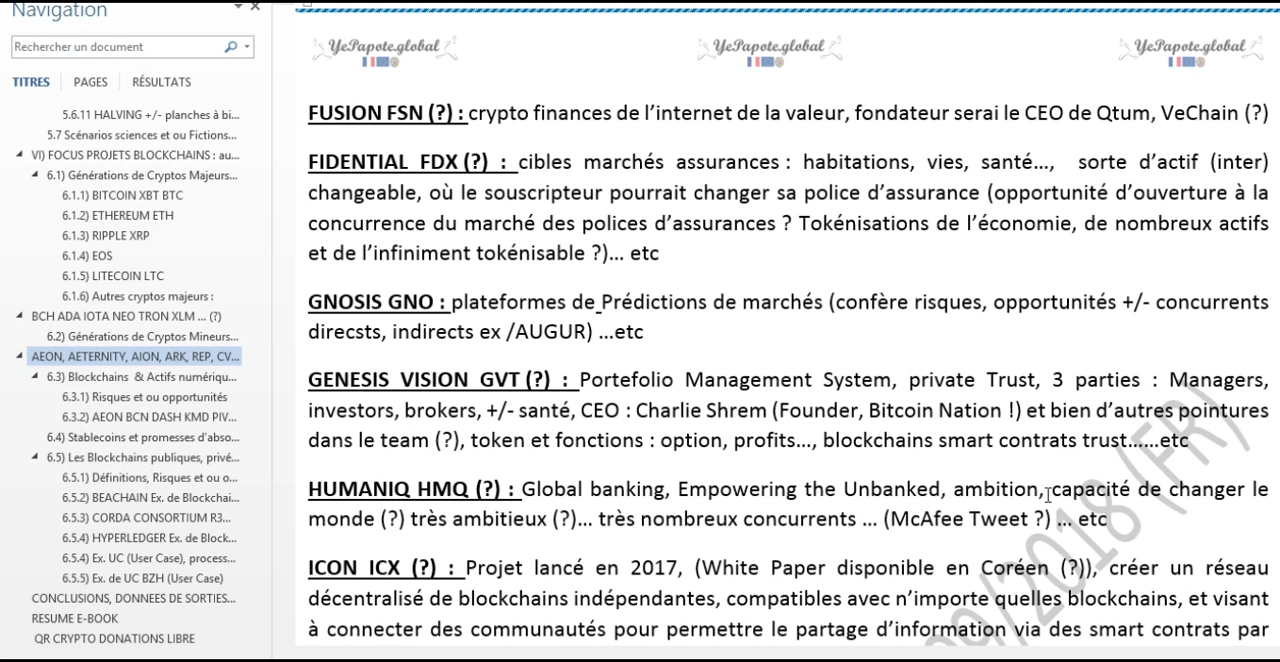 Navigation
Rechercher un document
TITRES PAGES RÉSULTATS
5.6.11 HALVING +/- planches à bi...
5.7 Scénarios sciences et ou Fictions...
VI) FOCUS PROJETS BLOCKCHAINS : au...
6.1) Générations de Cryptos Majeurs...
6.1.1) BITCOIN XBT BTC
6.1.2) ETHEREUM ETH
6.1.3) RIPPLE XRP
6.1.4) EOS
6.1.5) LITECOIN LTC
6.1.6) Autres cryptos majeurs :
BCH ADA IOTA NEO TRON XLM ... (?)
6.2) Générations de Cryptos Mineurs...
AEON, AETERNITY, AION, ARK, REP, CV...
6.3) Blockchains & Actifs numériqu...
6.3.1) Risques et ou opportunités
6.3.2) AEON BCN DASH KMD PIV...
6.4) Stablecoins et promesses d'abso...
6.5) Les Blockchains publiques, privé...
6.5.1) Définitions, Risques et ou o...
6.5.2) BEACHAIN Ex. de Blockchai...
6.5.3) CORDA CONSORTIUM R3...
6.5.4) HYPERLEDGER Ex. de Block...
6.5.4) Ex. UC (User Case), process...
6.5.5) Ex. de UC BZH (User Case)
CONCLUSIONS, DONNEES DE SORTIES...
RESUME E-BOOK
QR CRYPTO DONATIONS LIBRE
YePapote.global YePapote.global YePapote.global
FUSION FSN (?) : crypto finances de l'internet de la valeur, fondateur serai le CEO de Qtum, VeChain (?)
FIDENTIAL FDX (?) : cibles marchés assurances : habitations, vies, santé..., sorte d'actif (inter)
changeable, où le souscripteur pourrait changer sa police d'assurance (opportunité d'ouverture à la
concurrence du marché des polices d'assurances ? Tokénisations de l'économie, de nombreux actifs
et de l'infiniment tokénisable ?)... etc
GNOSIS GNO : plateformes de Prédictions de marchés (confère risques, opportunités +/- concurrents
direcsts, indirects ex /AUGUR) ...etc
GENESIS VISION GVT (?) : Portefolio Management System, private Trust, 3 parties : Managers,
investors, brokers, +/- santé, CEO : Charlie Shrem (Founder, Bitcoin Nation !) et bien d'autres pointures
dans le team (?), token et fonctions : option, profits..., blockchains smart contrats trust......etc
HUMANIQ HMQ (?) : Global banking, Empowering the Unbanked, ambition, capacité de changer le
monde (?) très ambitieux (?)... très nombreux concurrents ... (McAfee Tweet ?) ... etc
ICON ICX (?) : Projet lancé en 2017, (White Paper disponible en Coréen (?)), créer un réseau
décentralisé de blockchains indépendantes, compatibles avec n'importe quelles blockchains, et visant
à connecter des communautés pour permettre le partage d'information via des smart contrats par
09/2018 (FR)